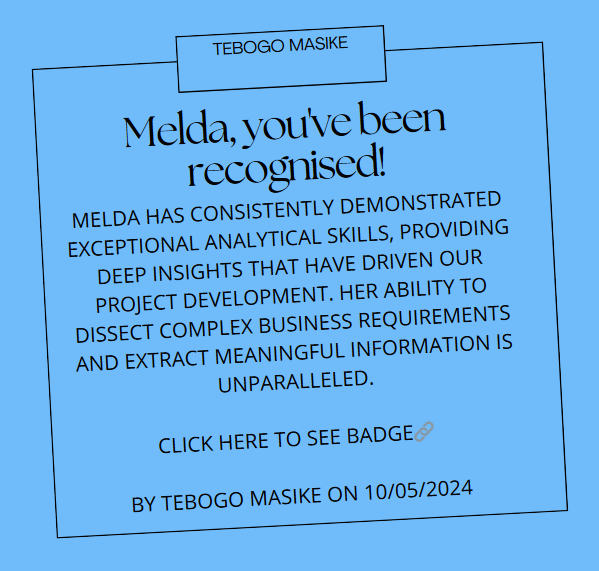 TEBOGO MASIKE
Melda, you've been
recognised!
MELDA HAS CONSISTENTLY DEMONSTRATED
EXCEPTIONAL ANALYTICAL SKILLS, PROVIDING
DEEP INSIGHTS THAT HAVE DRIVEN OUR
PROJECT DEVELOPMENT. HER ABILITY TO
DISSECT COMPLEX BUSINESS REQUIREMENTS
AND EXTRACT MEANINGFUL INFORMATION IS
UNPARALLELED.
CLICK HERE TO SEE BADGE🔗
BY TEBOGO MASIKE ON 10/05/2024